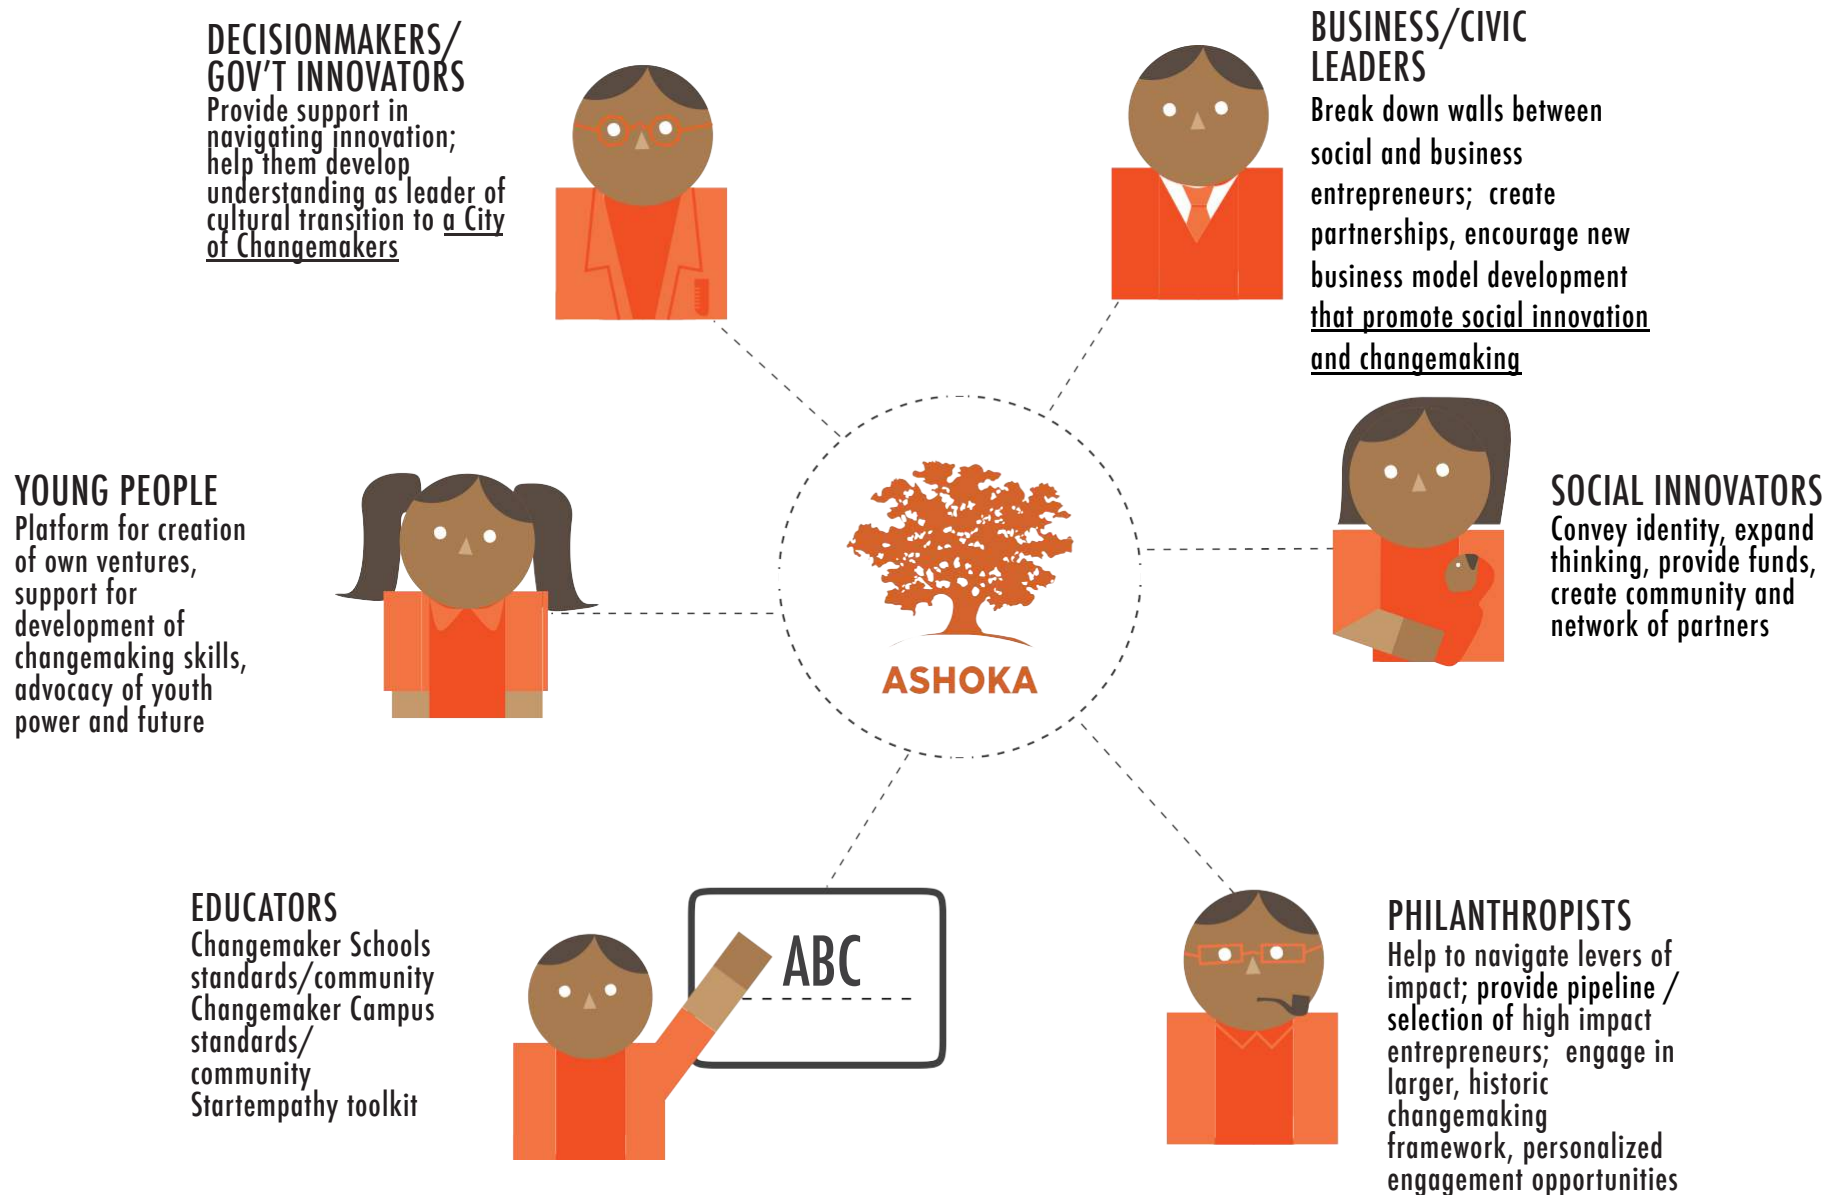 DECISIONMAKERS/
GOV'T INNOVATORS
Provide support in
navigating innovation;
help them develop
understanding as leader of
cultural transition to a City
of Changemakers
BUSINESS/CIVIC
LEADERS
Break down walls between
social and business
entrepreneurs; create
partnerships, encourage new
business model development
that promote social innovation
and changemaking
YOUNG PEOPLE
Platform for creation
of own ventures,
support for
development of
changemaking skills,
advocacy of youth
power and future
ASHOKA
SOCIAL INNOVATORS
Convey identity, expand
thinking, provide funds,
create community and
network of partners
EDUCATORS
Changemaker Schools
standards/community
Changemaker Campus
standards/
community
Startempathy toolkit
ABC
PHILANTHROPISTS
Help to navigate levers of
impact; provide pipeline /
selection of high impact
entrepreneurs; engage in
larger, historic
changemaking
framework, personalized
engagement opportunities